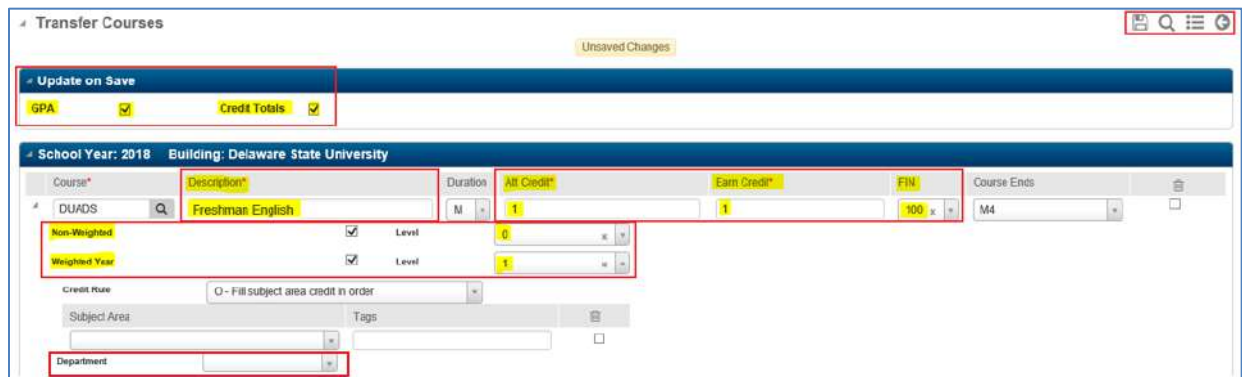 Transfer Courses
Unsaved Changes
Update on Save
GPA Credit Totals
School Year: 2018 Building: Delaware State University
Course* Description* Duration Att Credit* Earn Credit* FIN Course Ends
DUADS Freshman English M 1 1 100 x M4
Non-Weighted Level 0 x
Weighted Year Level 1 x
Credit Rule O - Fill subject area credit in order
Subject Area Tags
Department